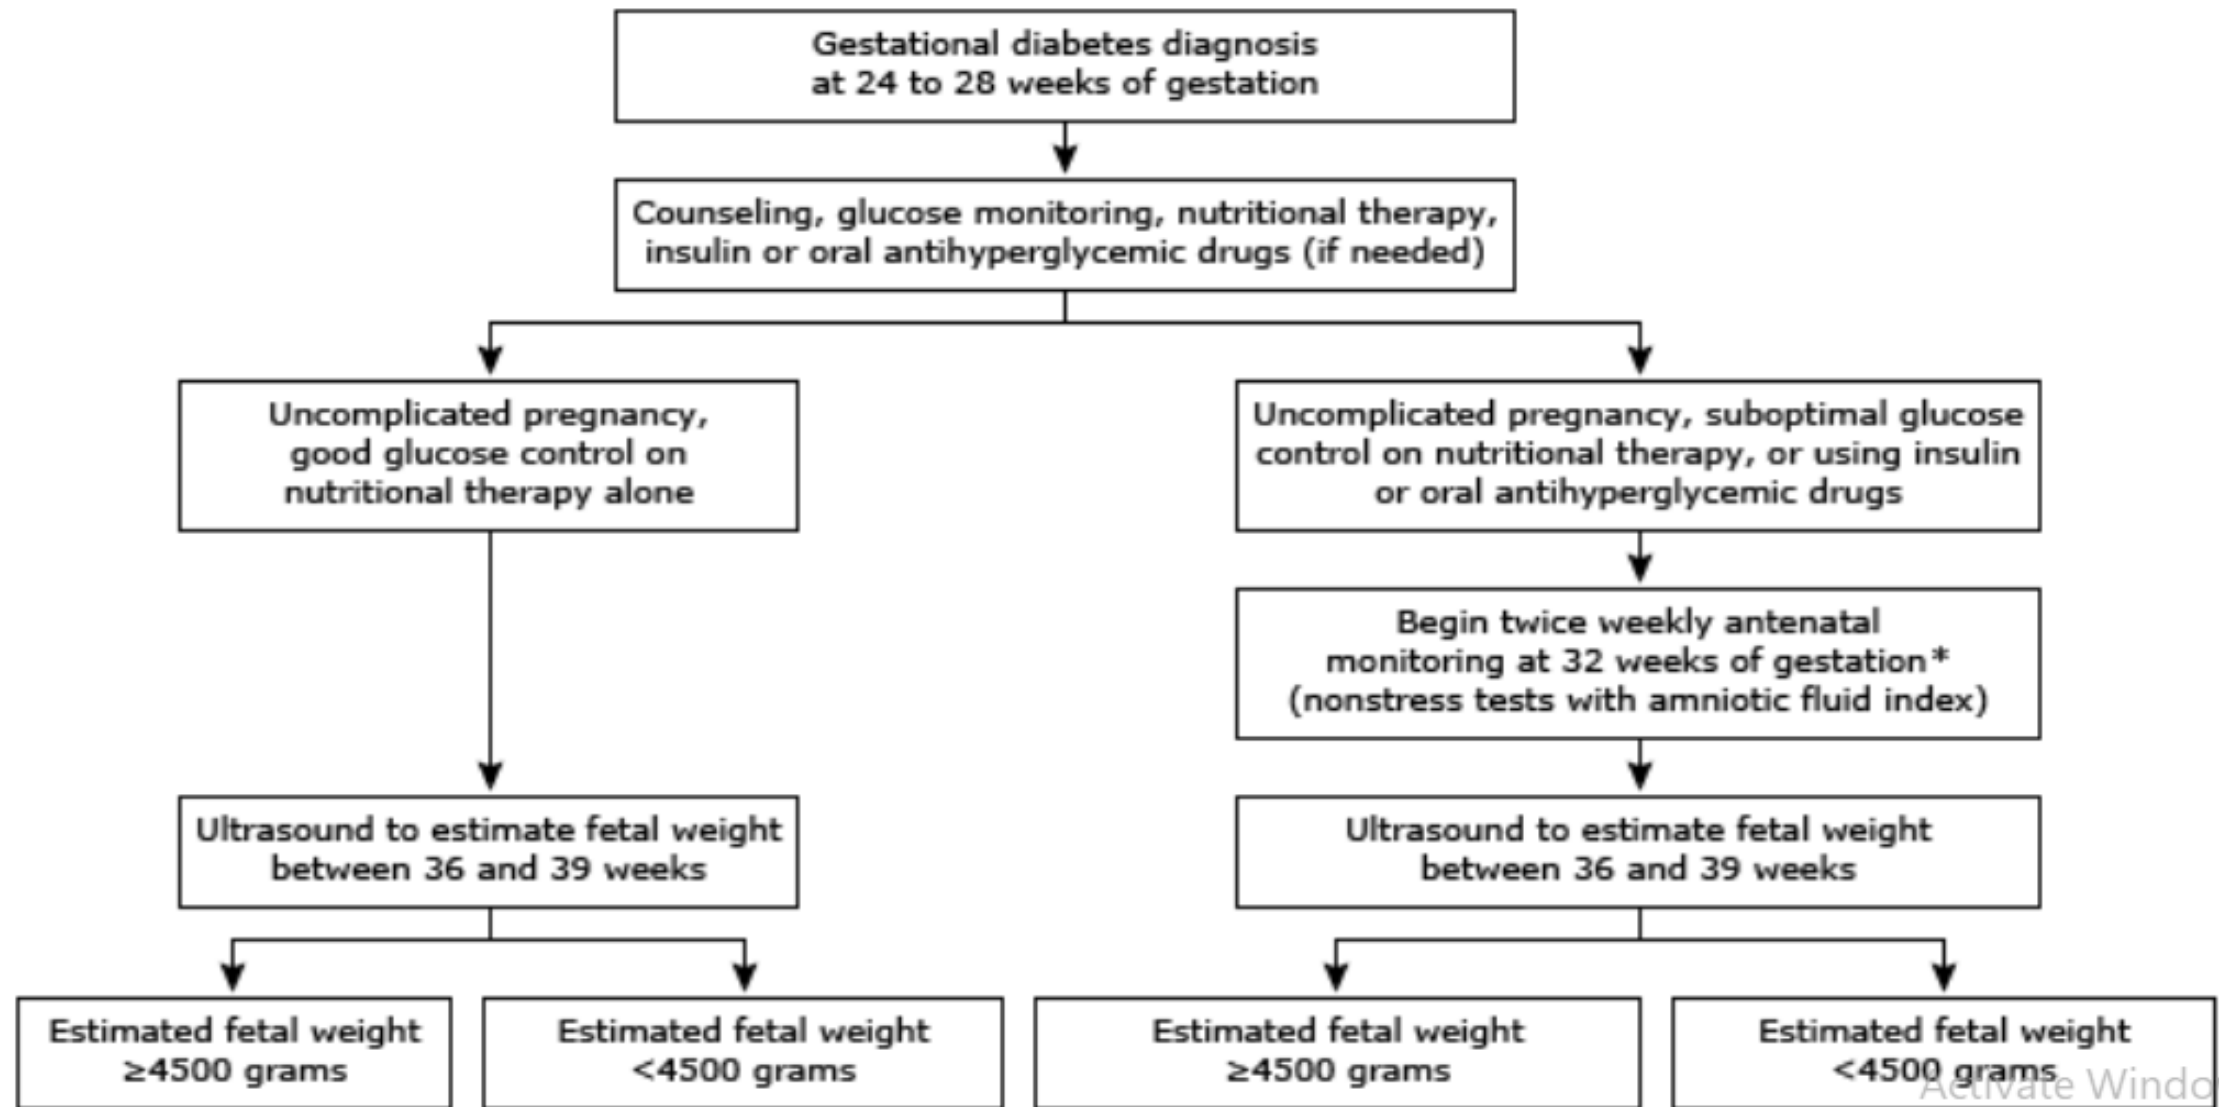 Gestational diabetes diagnosis
at 24 to 28 weeks of gestation
Counseling, glucose monitoring, nutritional therapy,
insulin or oral antihyperglycemic drugs (if needed)
Uncomplicated pregnancy,
good glucose control on
nutritional therapy alone
Uncomplicated pregnancy, suboptimal glucose
control on nutritional therapy, or using insulin
or oral antihyperglycemic drugs
Begin twice weekly antenatal
monitoring at 32 weeks of gestation*
(nonstress tests with amniotic fluid index)
Ultrasound to estimate fetal weight
between 36 and 39 weeks
Ultrasound to estimate fetal weight
between 36 and 39 weeks
Estimated fetal weight
≥4500 grams
Estimated fetal weight
<4500 grams
Estimated fetal weight
≥4500 grams
Estimated fetal weight
<4500 grams
Activate Windo